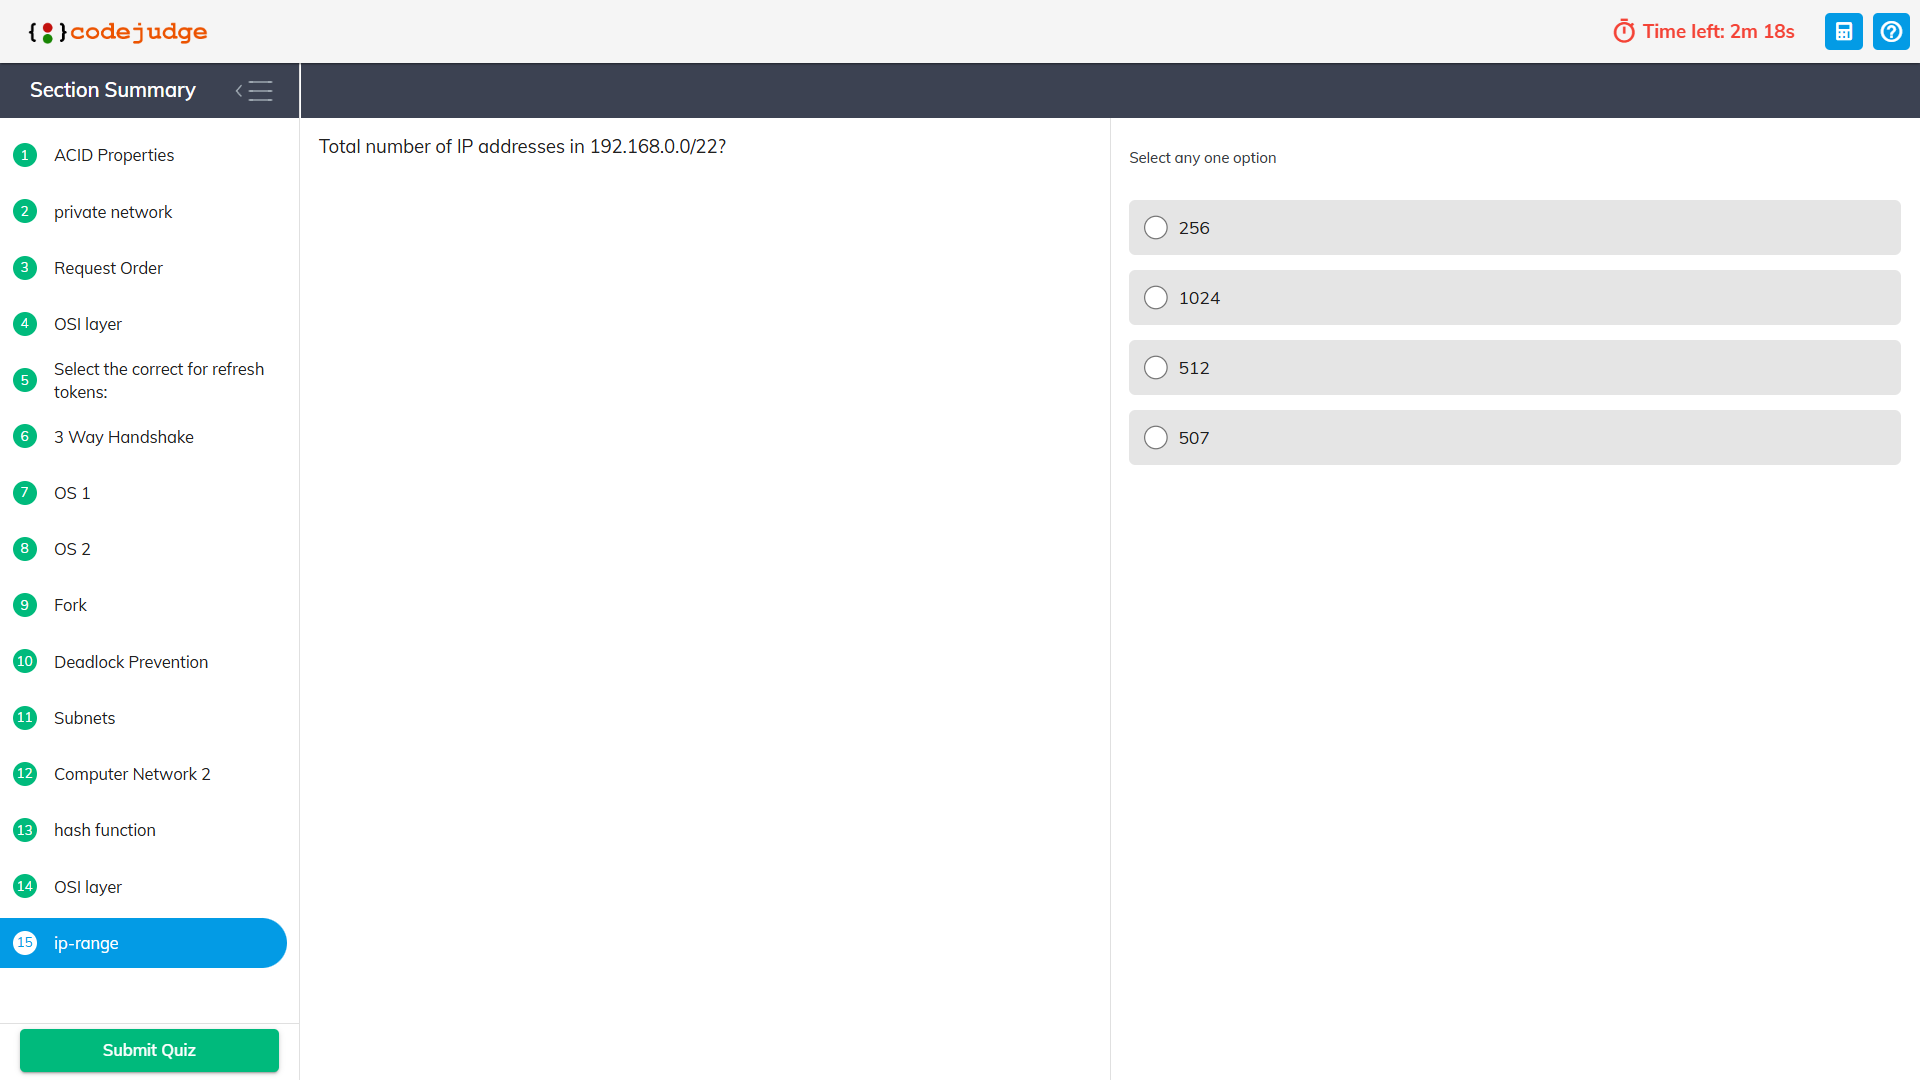 { } codejudge
Time left: 2m 18s
Section Summary
1 ACID Properties
2 private network
3 Request Order
4 OSI layer
5 Select the correct for refresh
tokens:
6 3 Way Handshake
7 OS 1
8 OS 2
9 Fork
10 Deadlock Prevention
11 Subnets
12 Computer Network 2
13 hash function
14 OSI layer
15 ip-range
Submit Quiz
Total number of IP addresses in 192.168.0.0/22?
Select any one option
256
1024
512
507